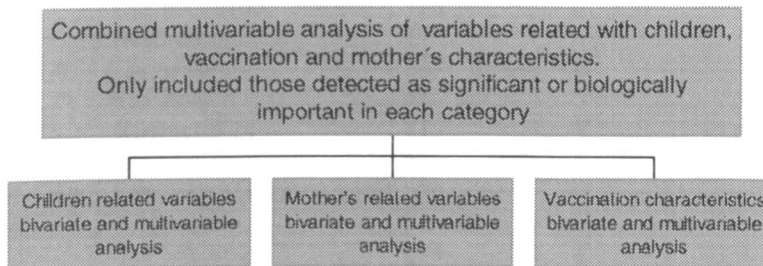 Combined multivariable analysis of variables related with children,
vaccination and mother´s characteristics.
Only included those detected as significant or biologically
important in each category
Children related variables
bivariate and multivariable
analysis
Mother's related variables
bivariate and multivariable
analysis
Vaccination characteristics
bivariate and multivariable
analysis